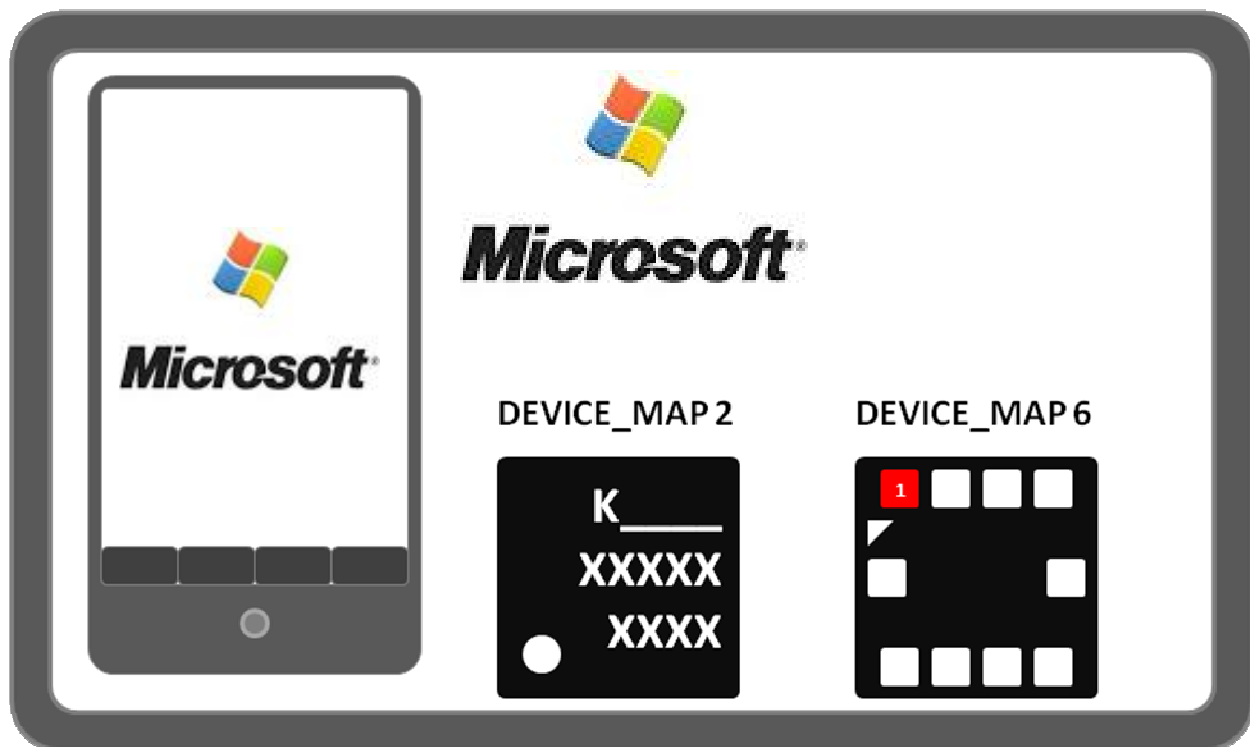 Microsoft®
Microsoft®
DEVICE_MAP 2
K_____
XXXXX
XXXX
DEVICE_MAP 6
1